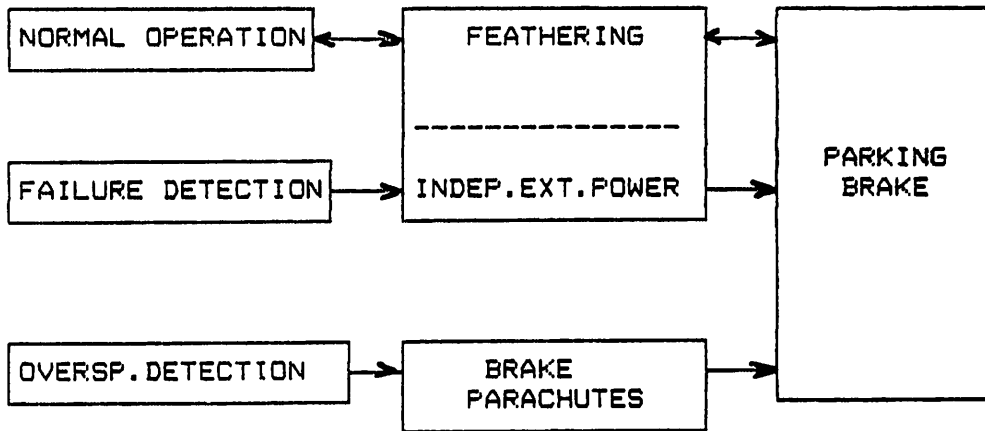 NORMAL OPERATION
FEATHERING
FAILURE DETECTION
INDEP.EXT.POWER
PARKING
BRAKE
OVERSP.DETECTION
BRAKE
PARACHUTES